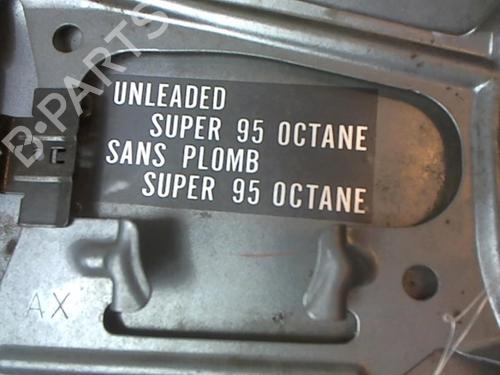 B-PARTS
UNLEADED
SUPER 95 OCTANE
SANS PLOMB
SUPER 95 OCTANE
AX